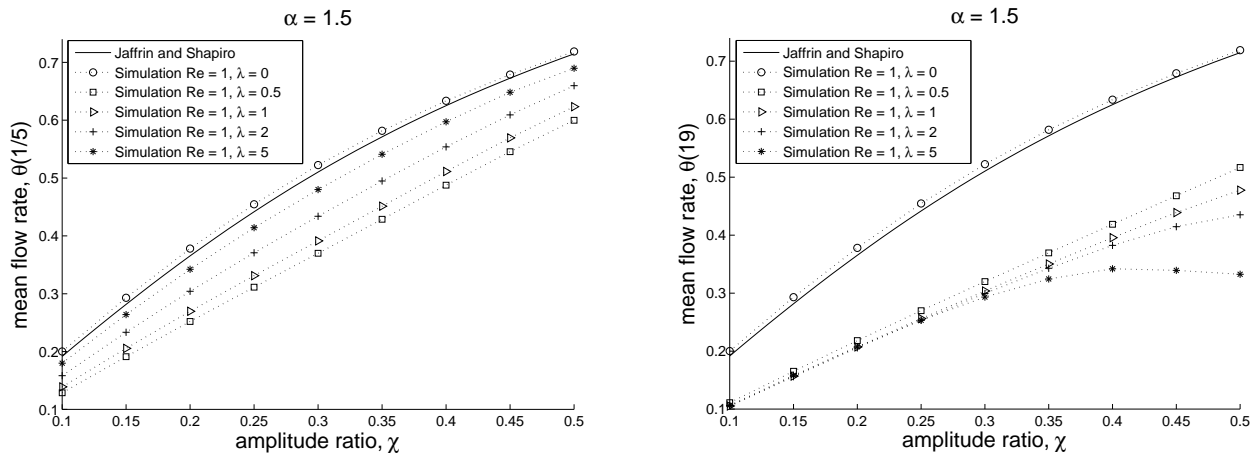 α = 1.5
Jaffrin and Shapiro
Simulation Re = 1, λ = 0
Simulation Re = 1, λ = 0.5
Simulation Re = 1, λ = 1
Simulation Re = 1, λ = 2
Simulation Re = 1, λ = 5
mean flow rate, θ(1/5)
0.7
0.6
0.5
0.4
0.3
0.2
0.1
0.1 0.15 0.2 0.25 0.3 0.35 0.4 0.45 0.5
amplitude ratio, χ
α = 1.5
Jaffrin and Shapiro
Simulation Re = 1, λ = 0
Simulation Re = 1, λ = 0.5
Simulation Re = 1, λ = 1
Simulation Re = 1, λ = 2
Simulation Re = 1, λ = 5
mean flow rate, θ(19)
0.7
0.6
0.5
0.4
0.3
0.2
0.1
0.1 0.15 0.2 0.25 0.3 0.35 0.4 0.45 0.5
amplitude ratio, χ